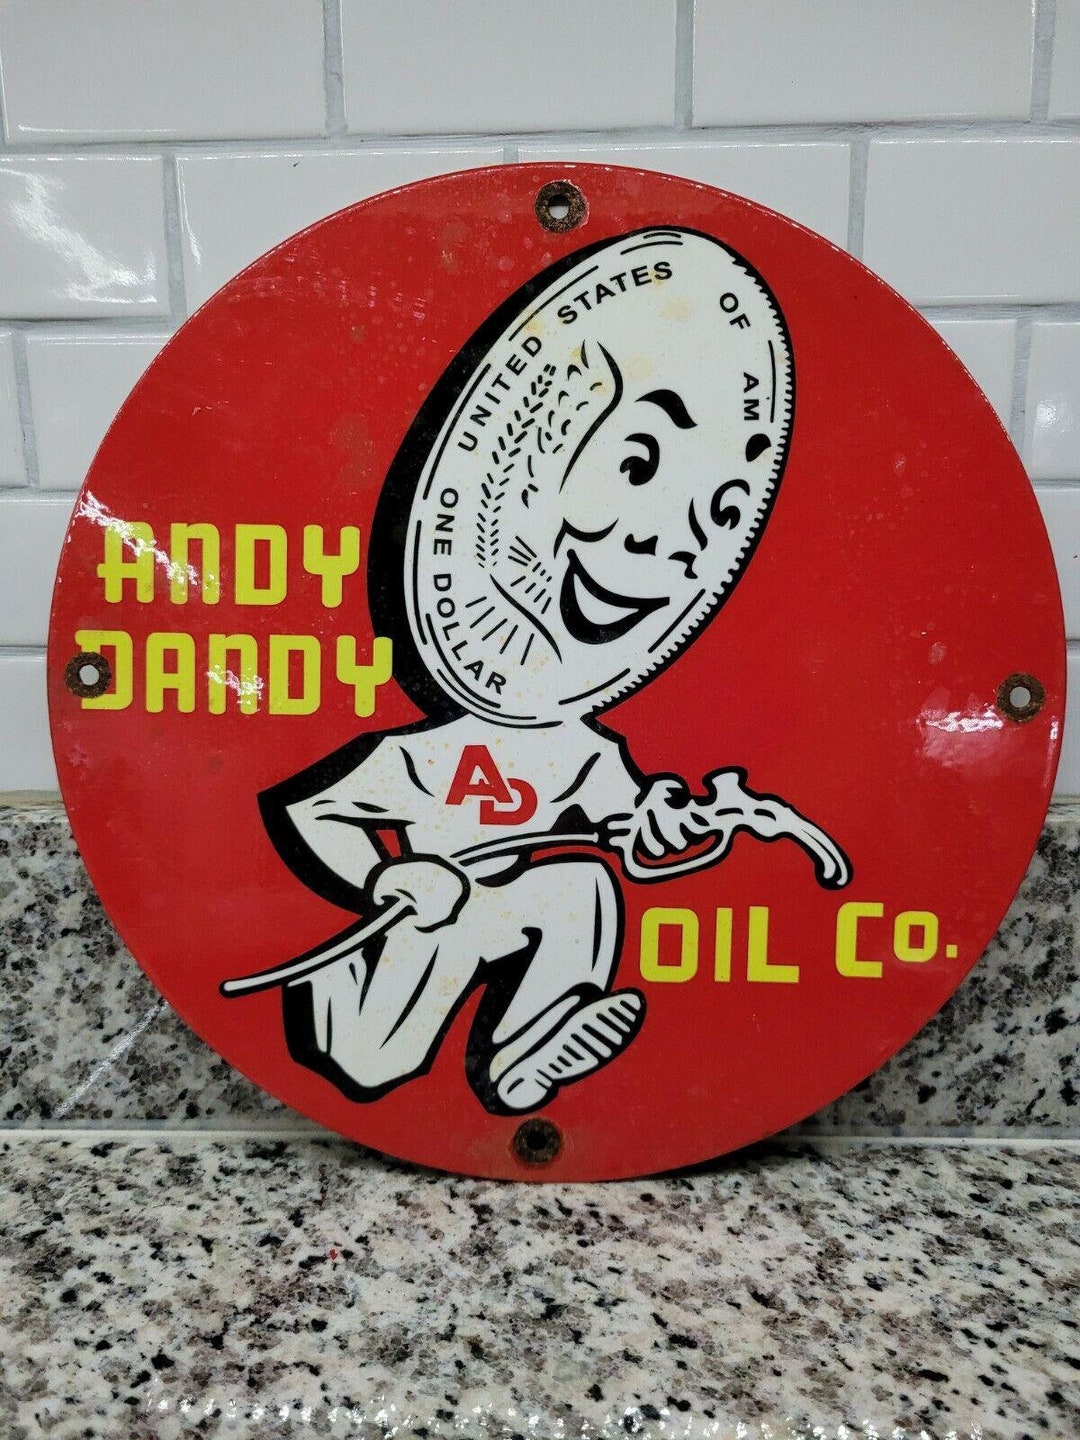 UNITED STATES OF AM
ONE DOLLAR
ANDY
DANDY
AD
OIL Co.